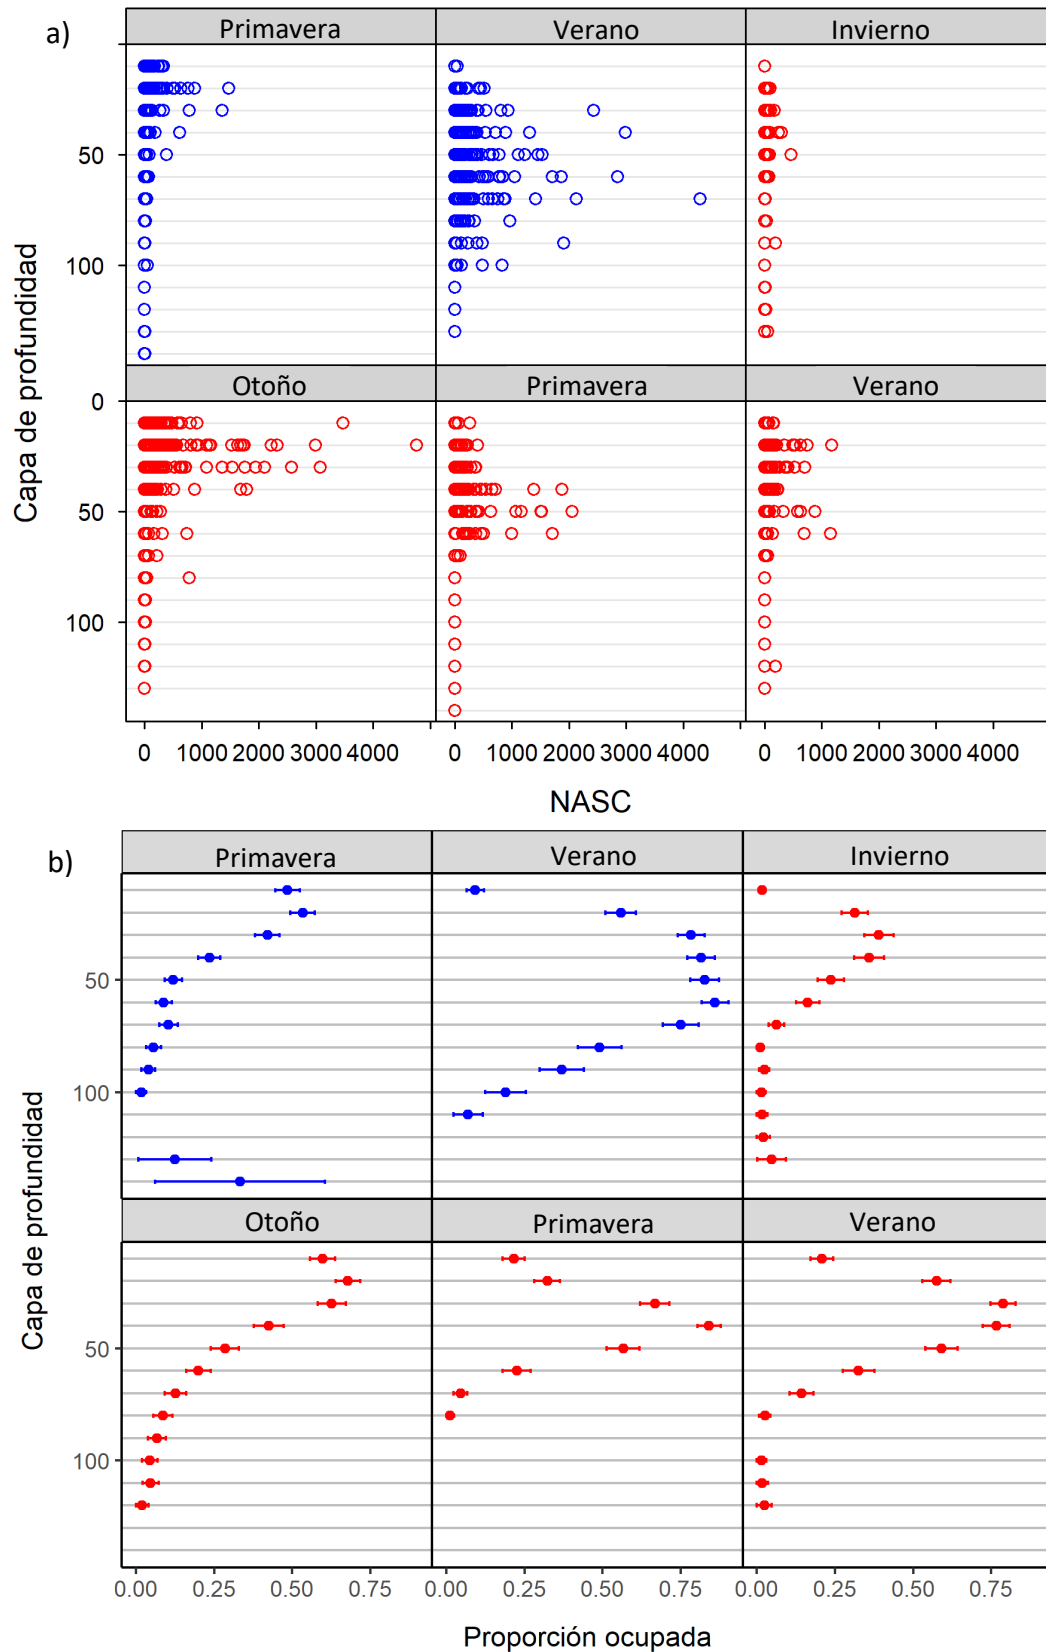 a)
Primavera Verano Invierno
50
100
Otoño Primavera Verano
0
50
100
Capa de profundidad
0 1000 2000 3000 4000 0 1000 2000 3000 4000 0 1000 2000 3000 4000
NASC
b)
Primavera Verano Invierno
50
100
Otoño Primavera Verano
50
100
Capa de profundidad
0.00 0.25 0.50 0.75 0.00 0.25 0.50 0.75 0.00 0.25 0.50 0.75
Proporción ocupada